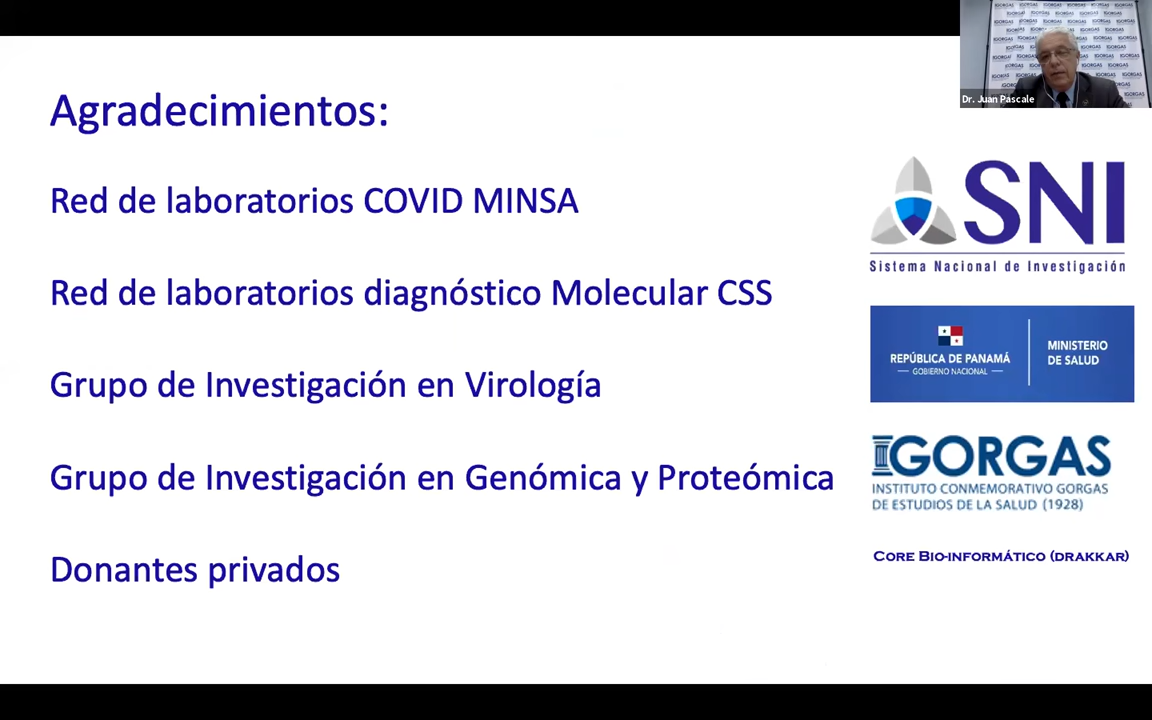 Agradecimientos:
Red de laboratorios COVID MINSA
Red de laboratorios diagnóstico Molecular CSS
Grupo de Investigación en Virología
Grupo de Investigación en Genómica y Proteómica
Donantes privados
Dr. Juan Pascale
SNI
Sistema Nacional de Investigación
REPÚBLICA DE PANAMÁ
GOBIERNO NACIONAL
MINISTERIO
DE SALUD
IGORGAS
INSTITUTO CONMEMORATIVO GORGAS
DE ESTUDIOS DE LA SALUD (1928)
CORE BIO-INFORMÁTICO (DRAKKAR)